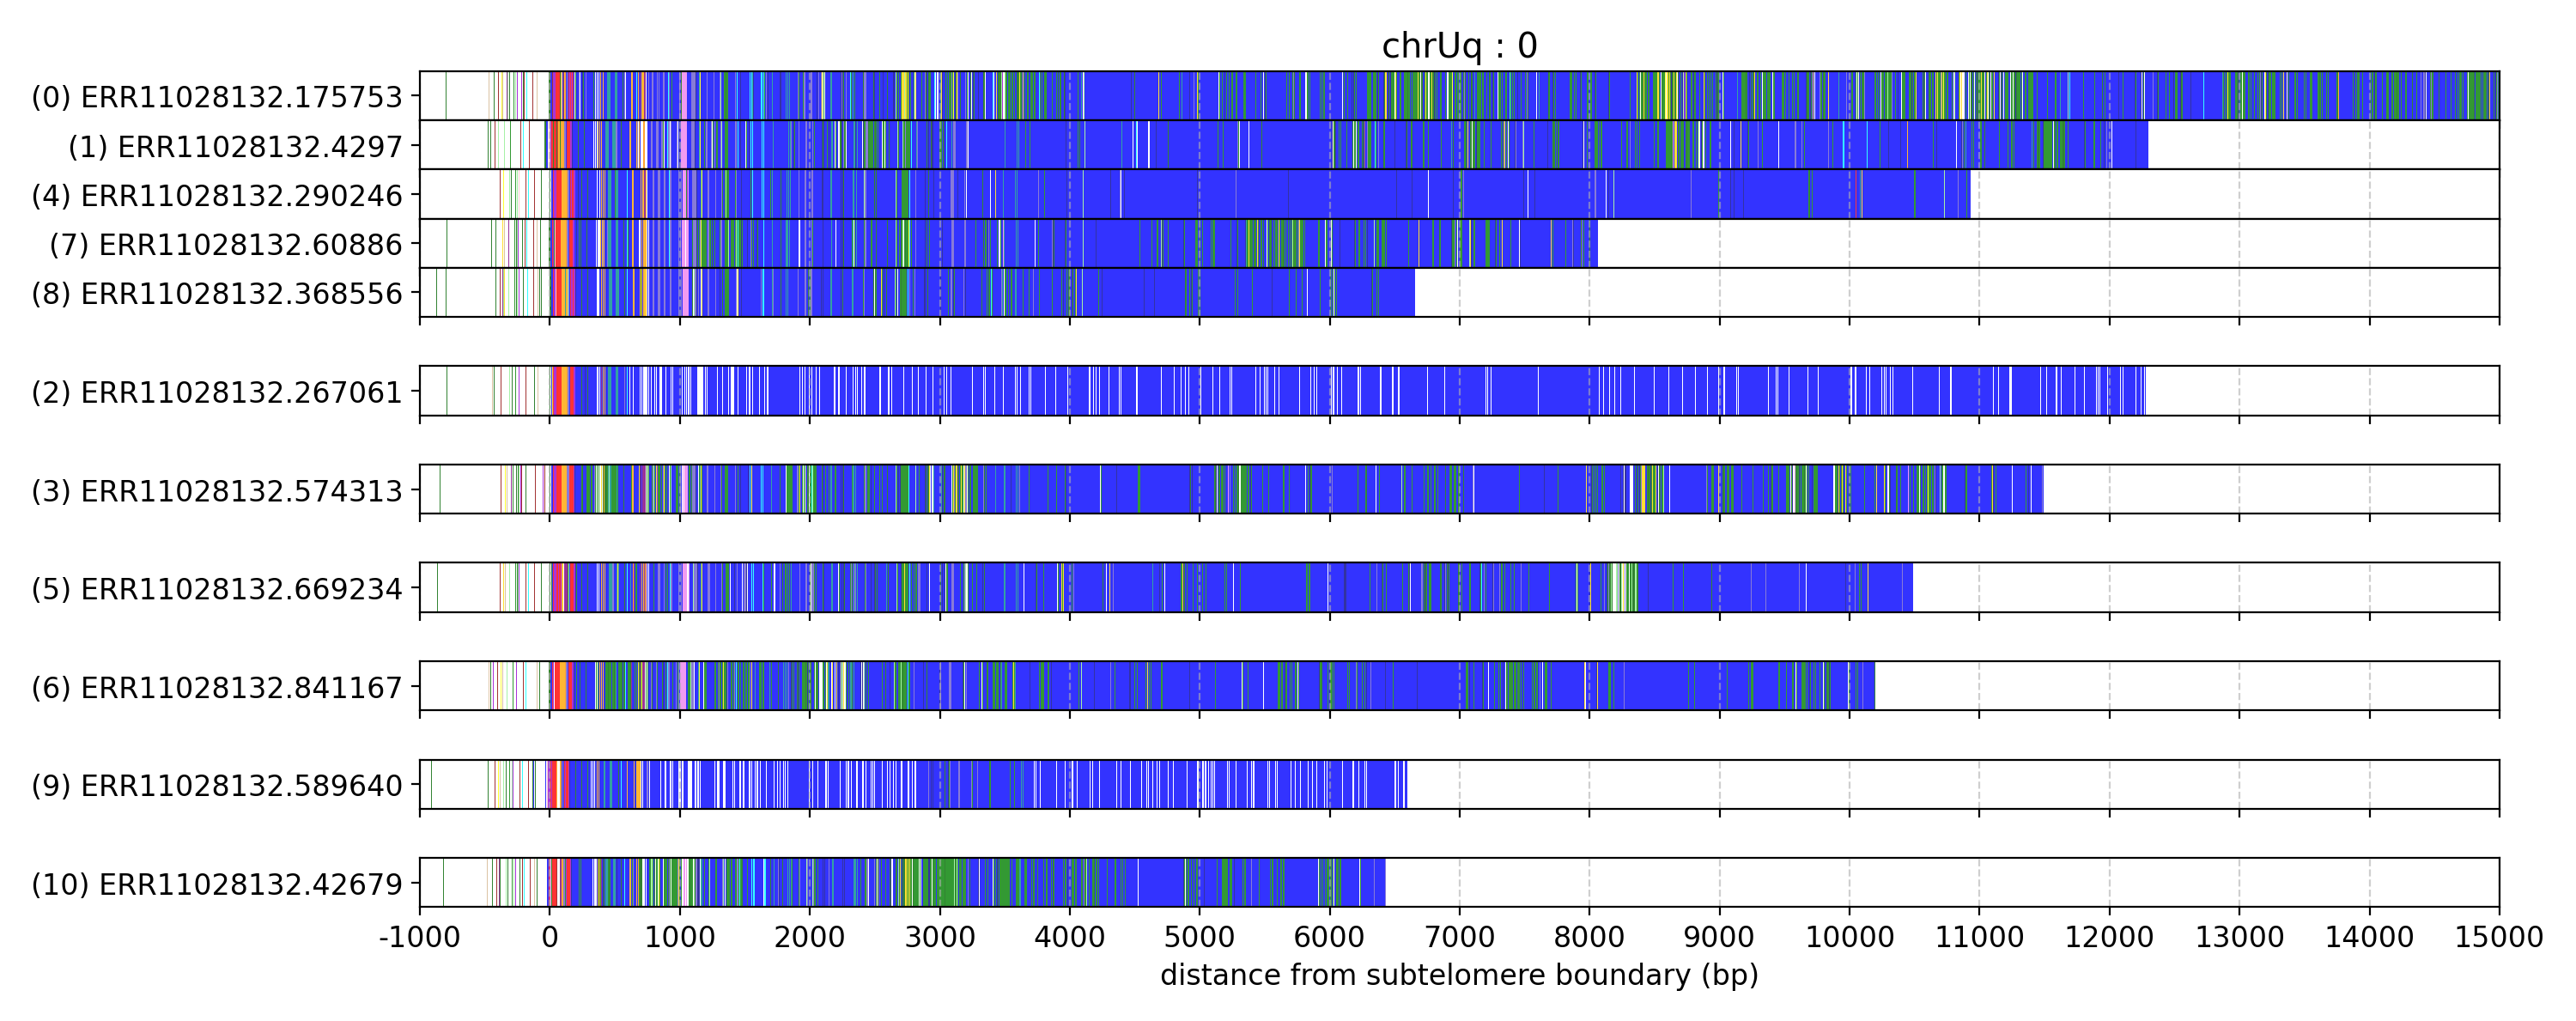 chrUq : 0
(0) ERR11028132.175753
(1) ERR11028132.4297
(4) ERR11028132.290246
(7) ERR11028132.60886
(8) ERR11028132.368556
(2) ERR11028132.267061
(3) ERR11028132.574313
(5) ERR11028132.669234
(6) ERR11028132.841167
(9) ERR11028132.589640
(10) ERR11028132.42679
-1000 0 1000 2000 3000 4000 5000 6000 7000 8000 9000 10000 11000 12000 13000 14000 15000
distance from subtelomere boundary (bp)